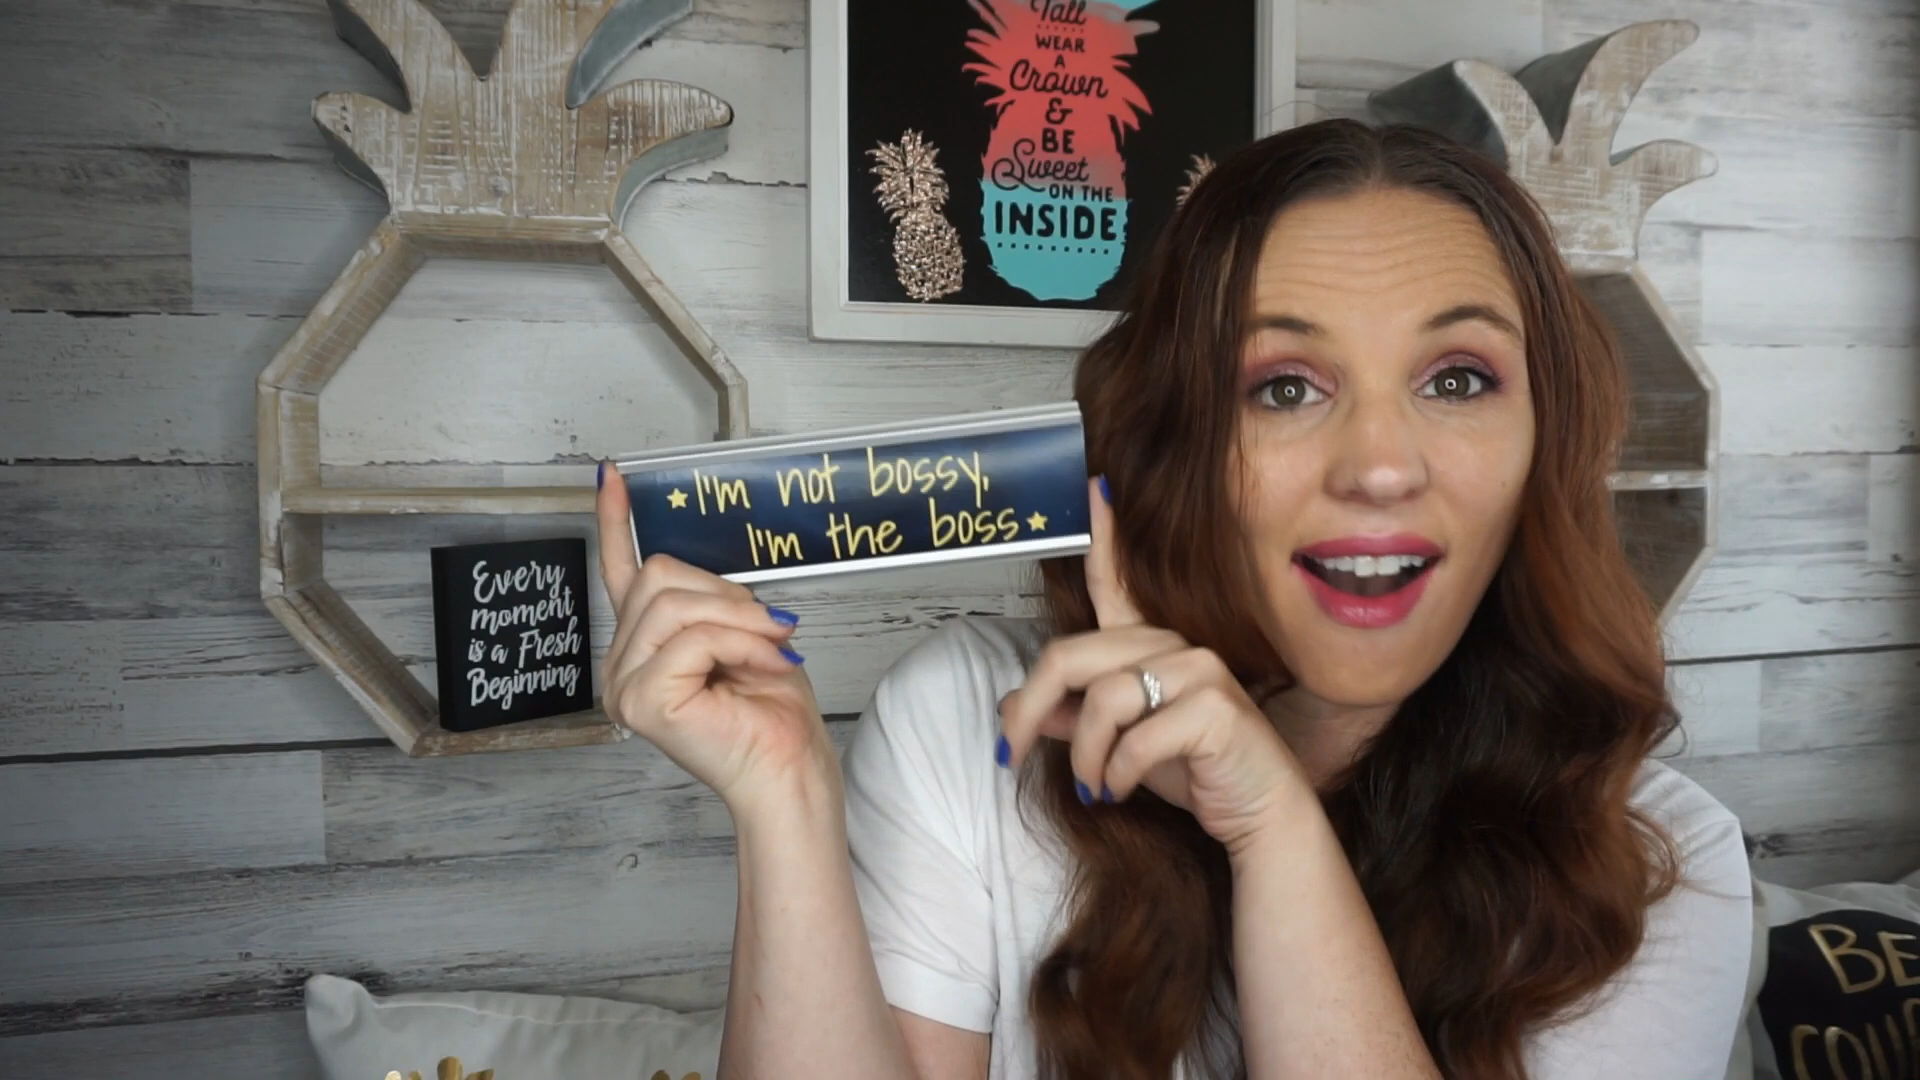 Tall
WEAR
A
Crown
&
BE
Sweet
ON THE
INSIDE
I'm not bossy,
I'm the boss
Every
moment
is a Fresh
Beginning
BE